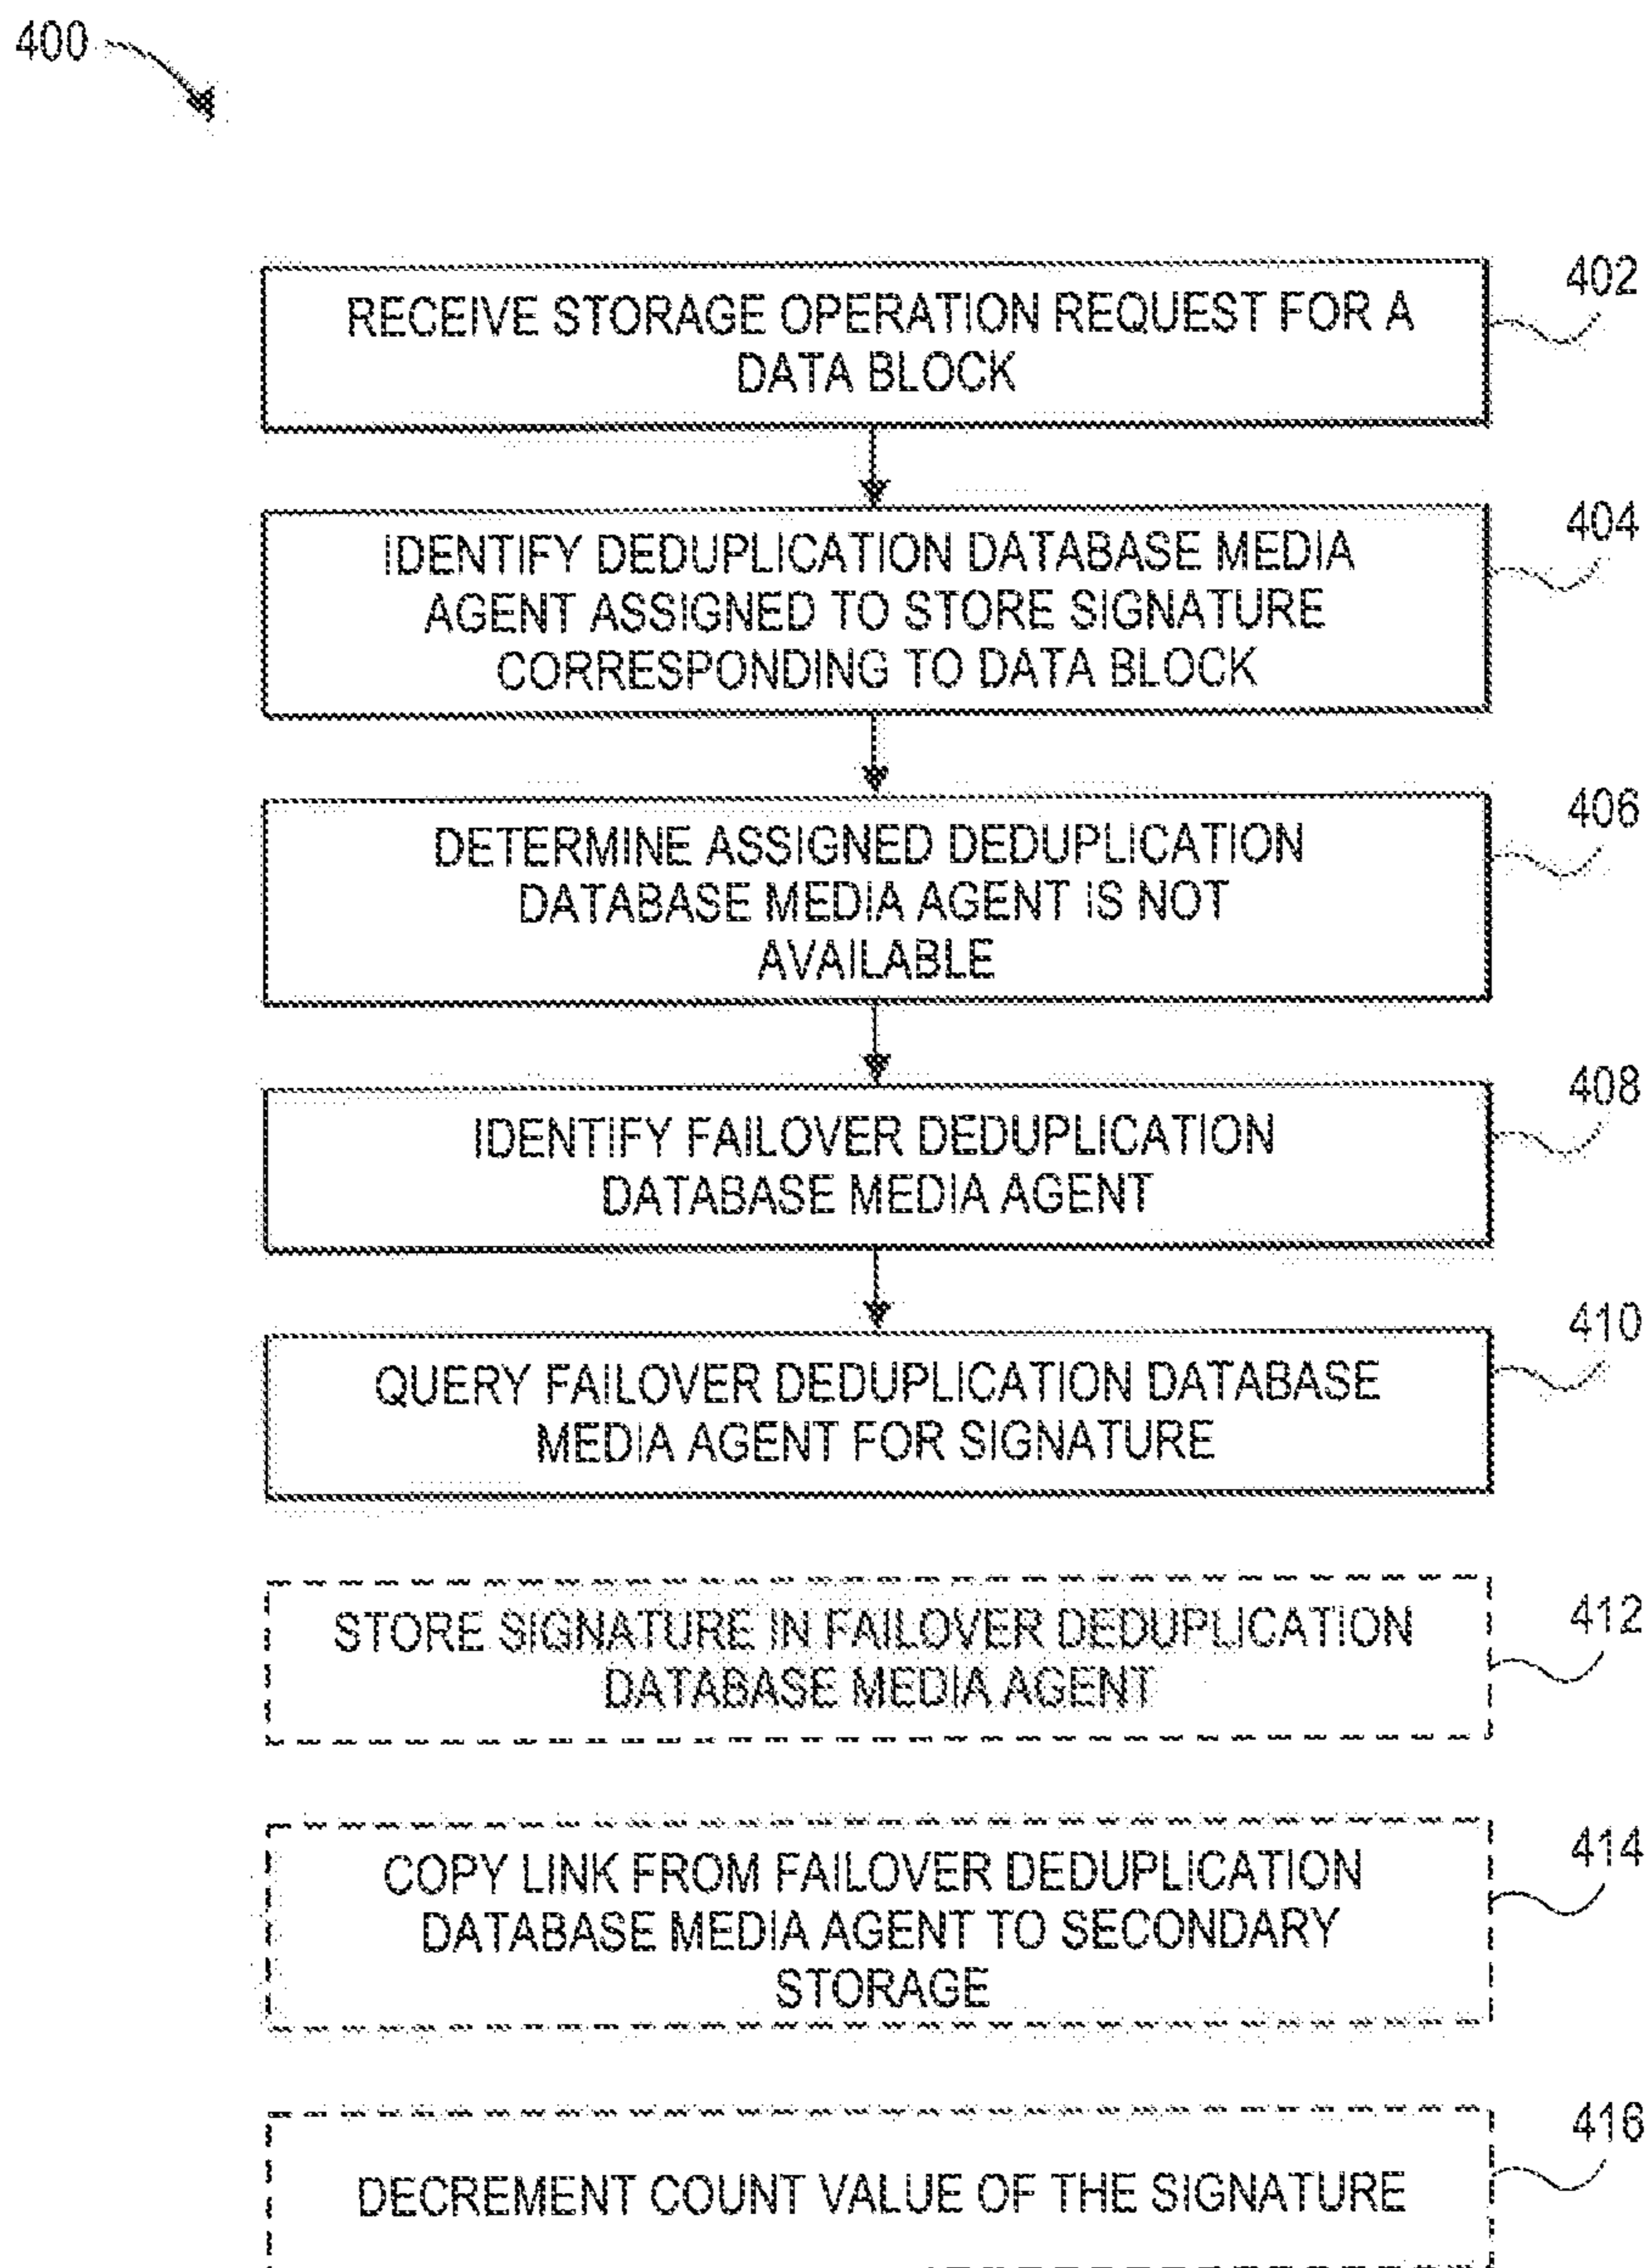 400
402
RECEIVE STORAGE OPERATION REQUEST FOR A
DATA BLOCK
404
IDENTIFY DEDUPLICATION DATABASE MEDIA
AGENT ASSIGNED TO STORE SIGNATURE
CORRESPONDING TO DATA BLOCK
406
DETERMINE ASSIGNED DEDUPLICATION
DATABASE MEDIA AGENT IS NOT
AVAILABLE
408
IDENTIFY FAILOVER DEDUPLICATION
DATABASE MEDIA AGENT
410
QUERY FAILOVER DEDUPLICATION DATABASE
MEDIA AGENT FOR SIGNATURE
412
STORE SIGNATURE IN FAILOVER DEDUPLICATION
DATABASE MEDIA AGENT
414
COPY LINK FROM FAILOVER DEDUPLICATION
DATABASE MEDIA AGENT TO SECONDARY
STORAGE
416
DECREMENT COUNT VALUE OF THE SIGNATURE